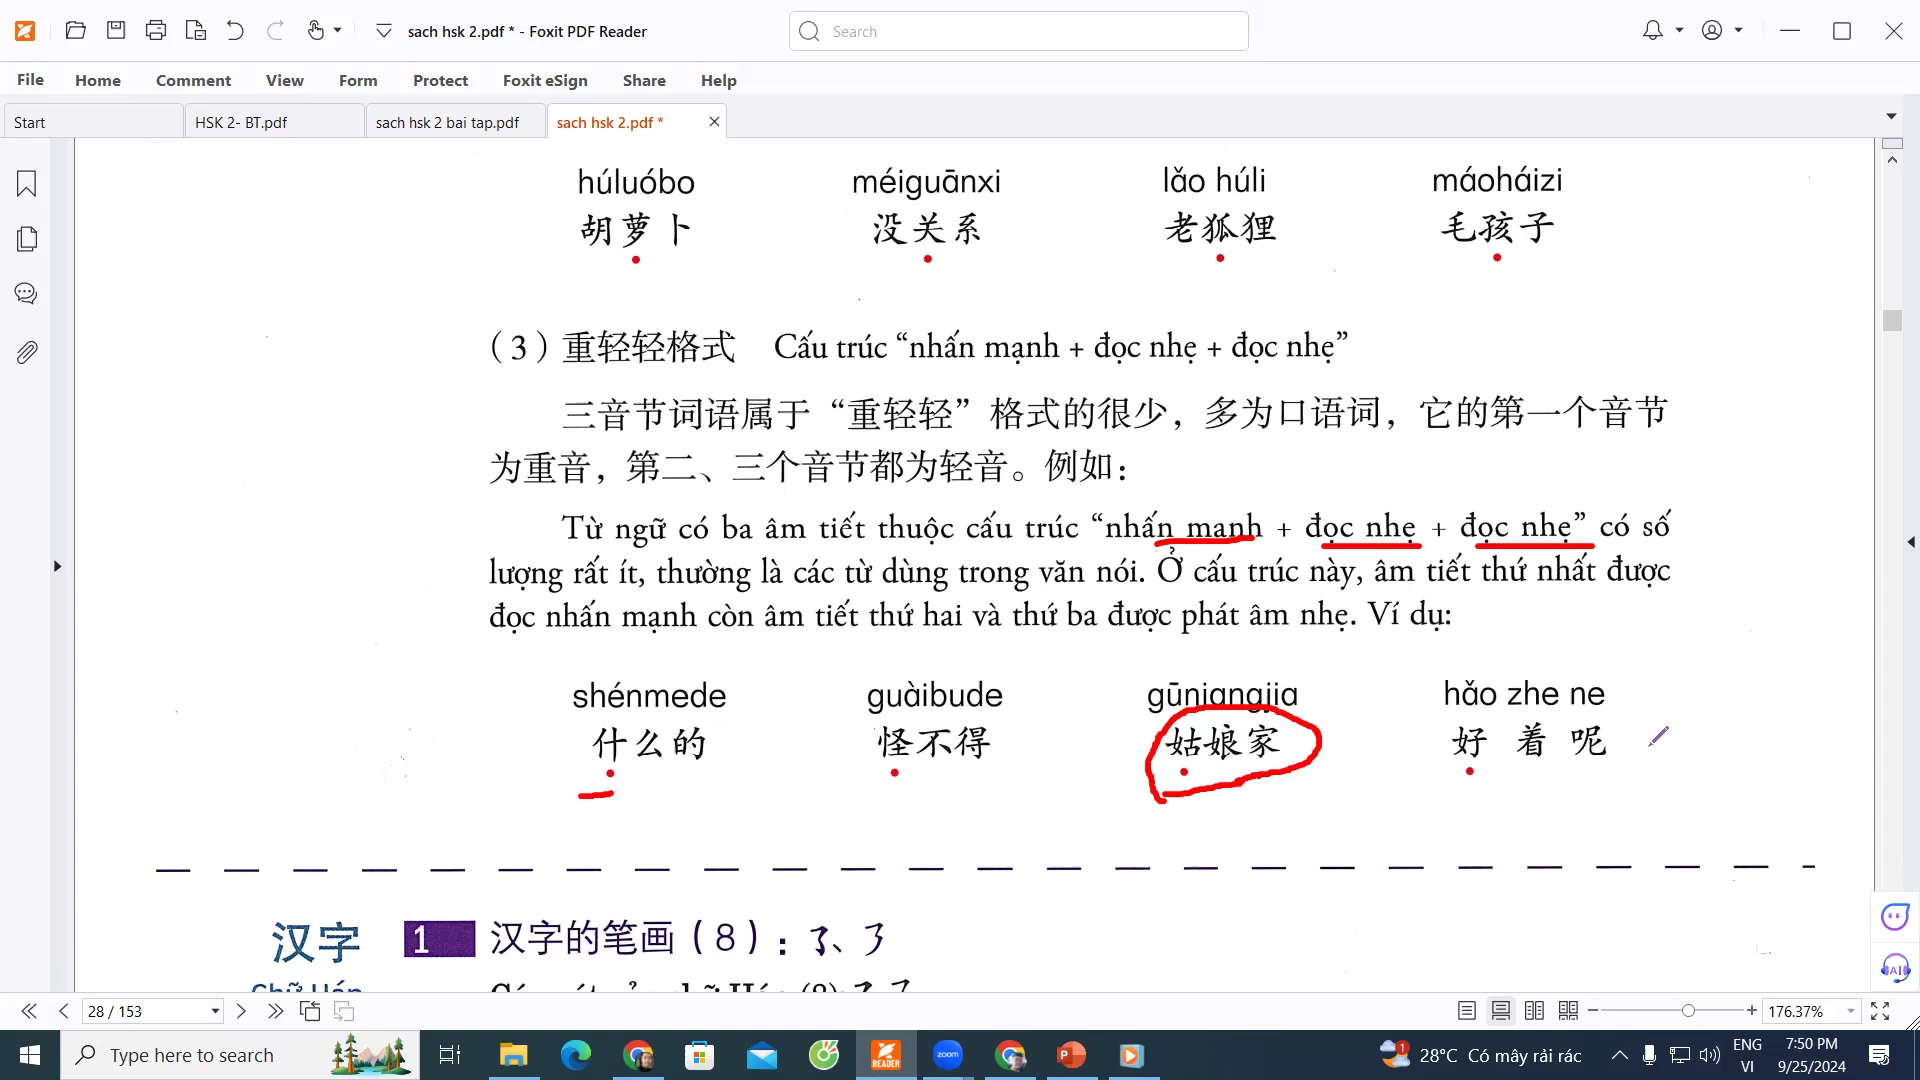 sach hsk 2.pdf * - Foxit PDF Reader
Search
File Home Comment View Form Protect Foxit eSign Share Help
Start HSK 2- BT.pdf sach hsk 2 bai tap.pdf sach hsk 2.pdf *
húluóbo méiguānxi lǎo húli máoháizi
胡萝卜 没关系 老狐狸 毛孩子
（3）重轻轻格式 Cấu trúc “nhấn mạnh + đọc nhẹ + đọc nhẹ”
三音节词语属于“重轻轻”格式的很少，多为口语词，它的第一个音节
为重音，第二、三个音节都为轻音。例如：
Từ ngữ có ba âm tiết thuộc cấu trúc “nhấn mạnh + đọc nhẹ + đọc nhẹ” có số
lượng rất ít, thường là các từ dùng trong văn nói. Ở cấu trúc này, âm tiết thứ nhất được
đọc nhấn mạnh còn âm tiết thứ hai và thứ ba được phát âm nhẹ. Ví dụ:
shénmede guàibude gūniangjia hǎo zhe ne
什么的 怪不得 姑娘家 好着呢
汉字 1 汉字的笔画（8）：㇋、㇌
28 / 153
176.37%
Type here to search
READER
zoom
28°C Có mây rải rác
ENG
VI
7:50 PM
9/25/2024